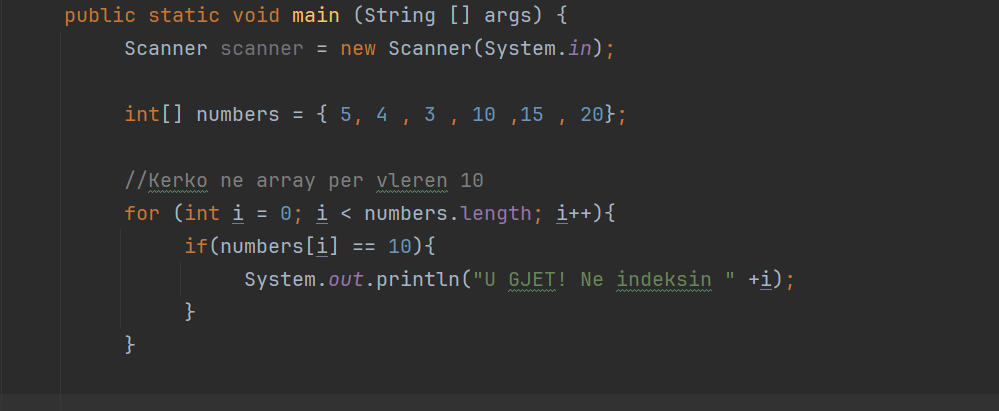 public static void main (String [] args) {
Scanner scanner = new Scanner(System.in);
int[] numbers = { 5, 4 , 3 , 10 ,15 , 20};
//Kerko ne array per vleren 10
for (int i = 0; i < numbers.length; i++){
if(numbers[i] == 10){
System.out.println("U GJET! Ne indeksin " +i);
}
}